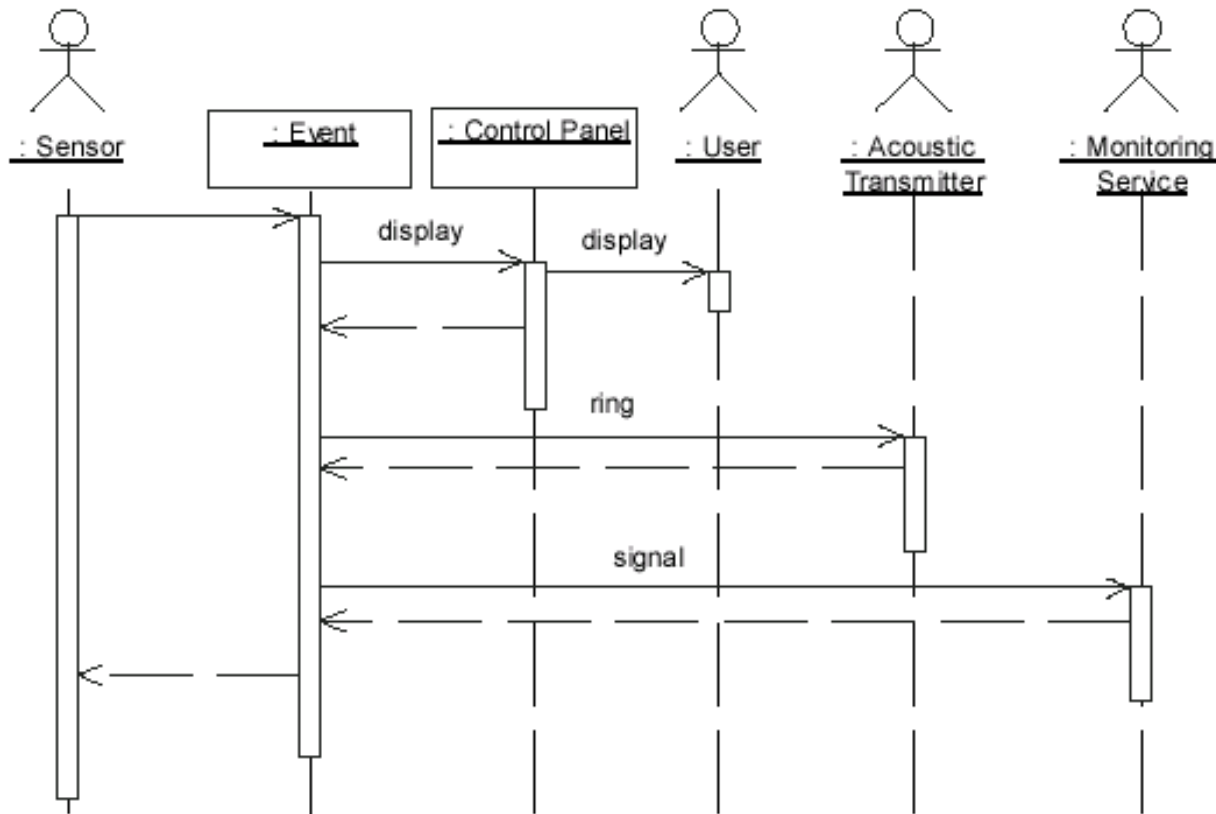 : Sensor
: Event
: Control Panel
: User
: Acoustic
Transmitter
: Monitoring
Service
display
display
ring
signal